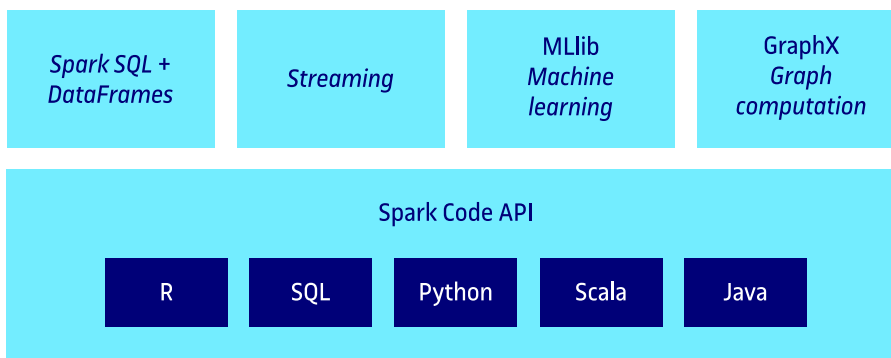 Spark SQL +
DataFrames
Streaming
MLlib
Machine
learning
GraphX
Graph
computation
Spark Code API
R
SQL
Python
Scala
Java